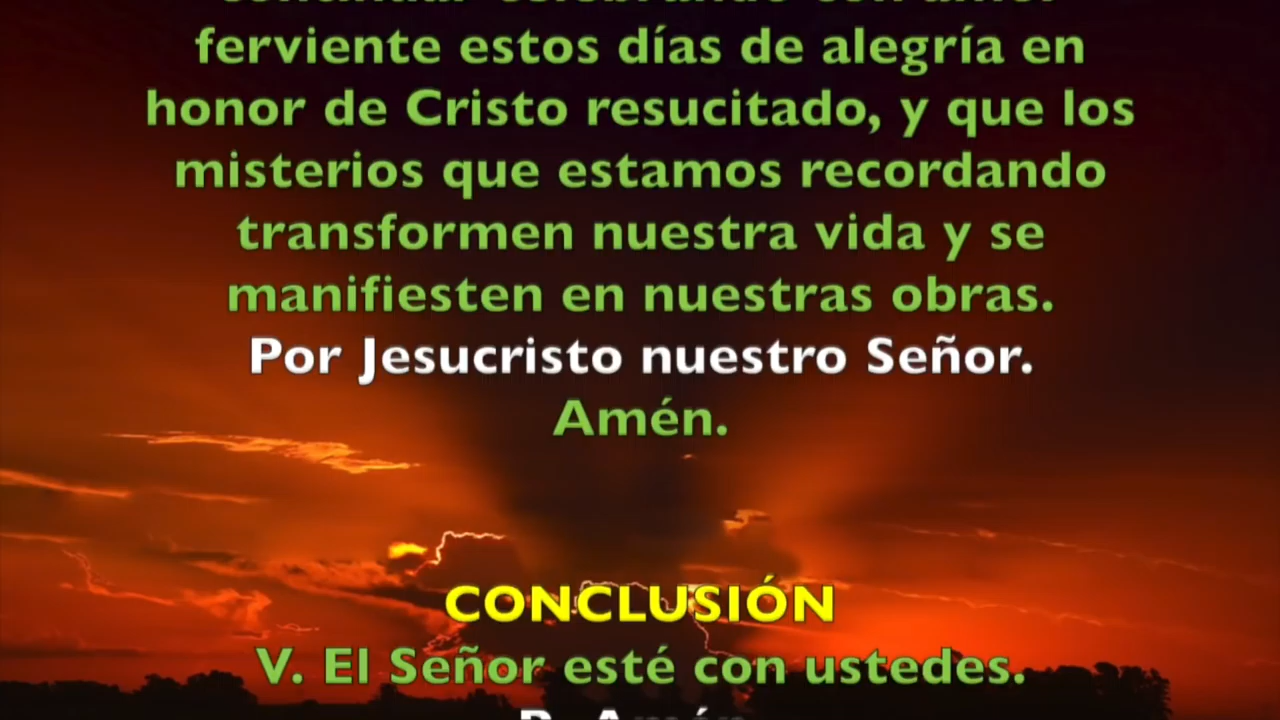 ferviente estos días de alegría en
honor de Cristo resucitado, y que los
misterios que estamos recordando
transformen nuestra vida y se
manifiesten en nuestras obras.
Por Jesucristo nuestro Señor.
Amén.
CONCLUSIÓN
V. El Señor esté con ustedes.